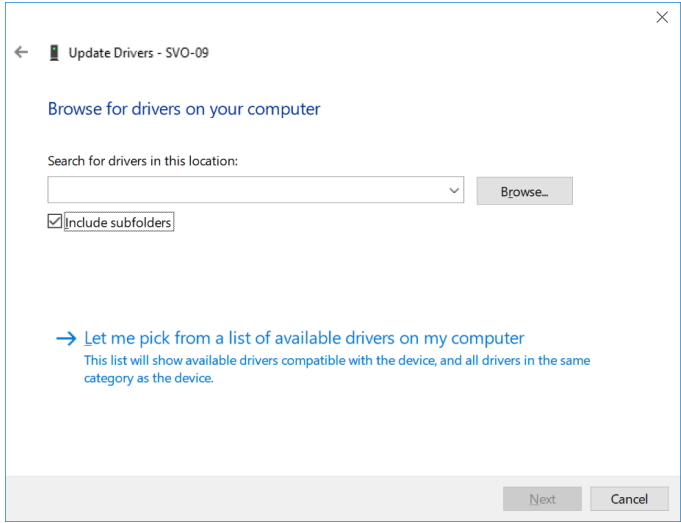 Update Drivers - SVO-09
Browse for drivers on your computer
Search for drivers in this location:
Browse...
Include subfolders
Let me pick from a list of available drivers on my computer
This list will show available drivers compatible with the device, and all drivers in the same
category as the device.
Next
Cancel